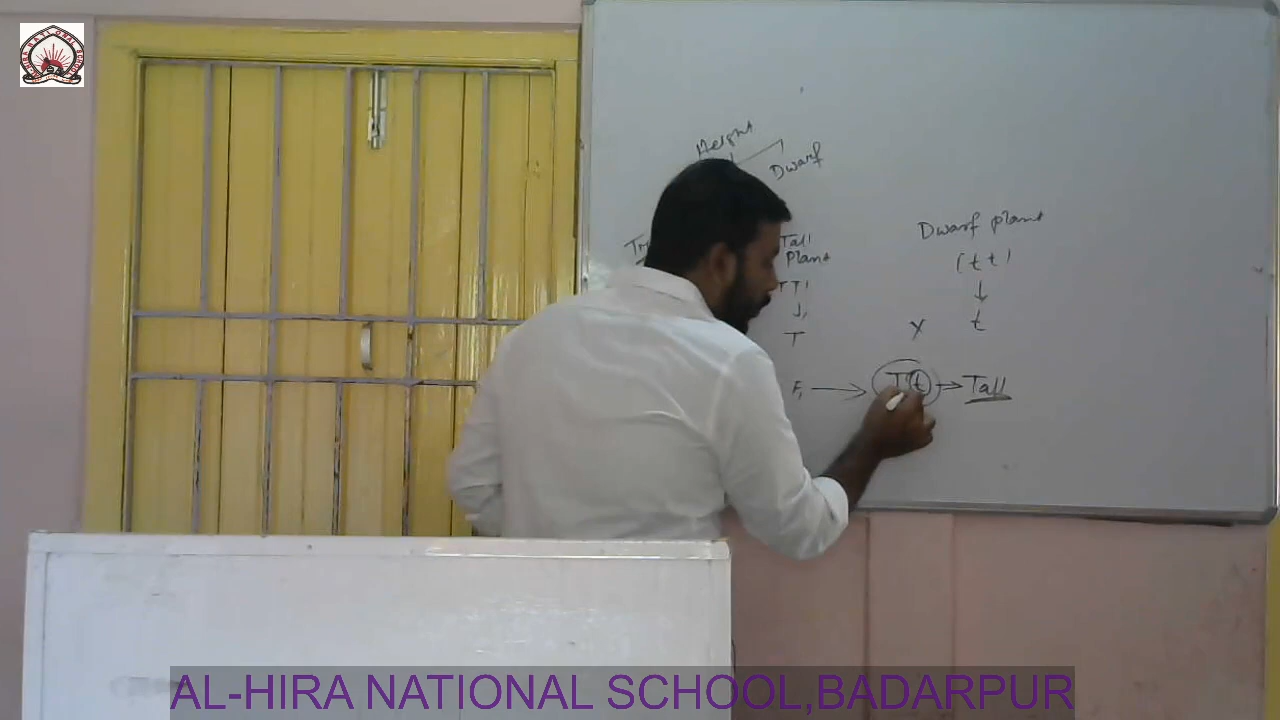 Height
Dwarf
Tall
Plant
Dwarf plant
TT)
(tt)
T
X
t
F1
Tt
Tall
AL-HIRA NATIONAL SCHOOL,BADARPUR